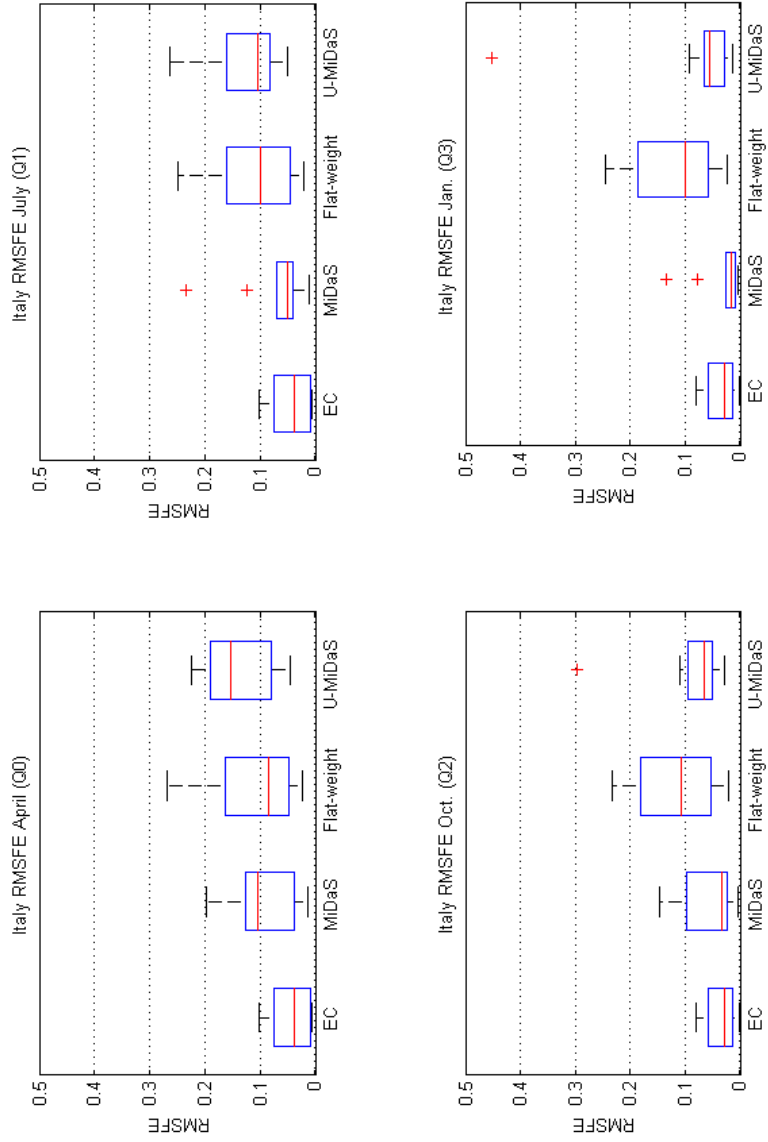 Italy RMSFE April (Q0)
0.5
0.4
0.3
0.2
0.1
0
RMSFE
EC
MiDaS
Flat-weight
U-MiDaS
Italy RMSFE July (Q1)
0.5
0.4
0.3
0.2
0.1
0
RMSFE
EC
MiDaS
Flat-weight
U-MiDaS
Italy RMSFE Oct. (Q2)
0.5
0.4
0.3
0.2
0.1
0
RMSFE
EC
MiDaS
Flat-weight
U-MiDaS
Italy RMSFE Jan. (Q3)
0.5
0.4
0.3
0.2
0.1
0
RMSFE
EC
MiDaS
Flat-weight
U-MiDaS